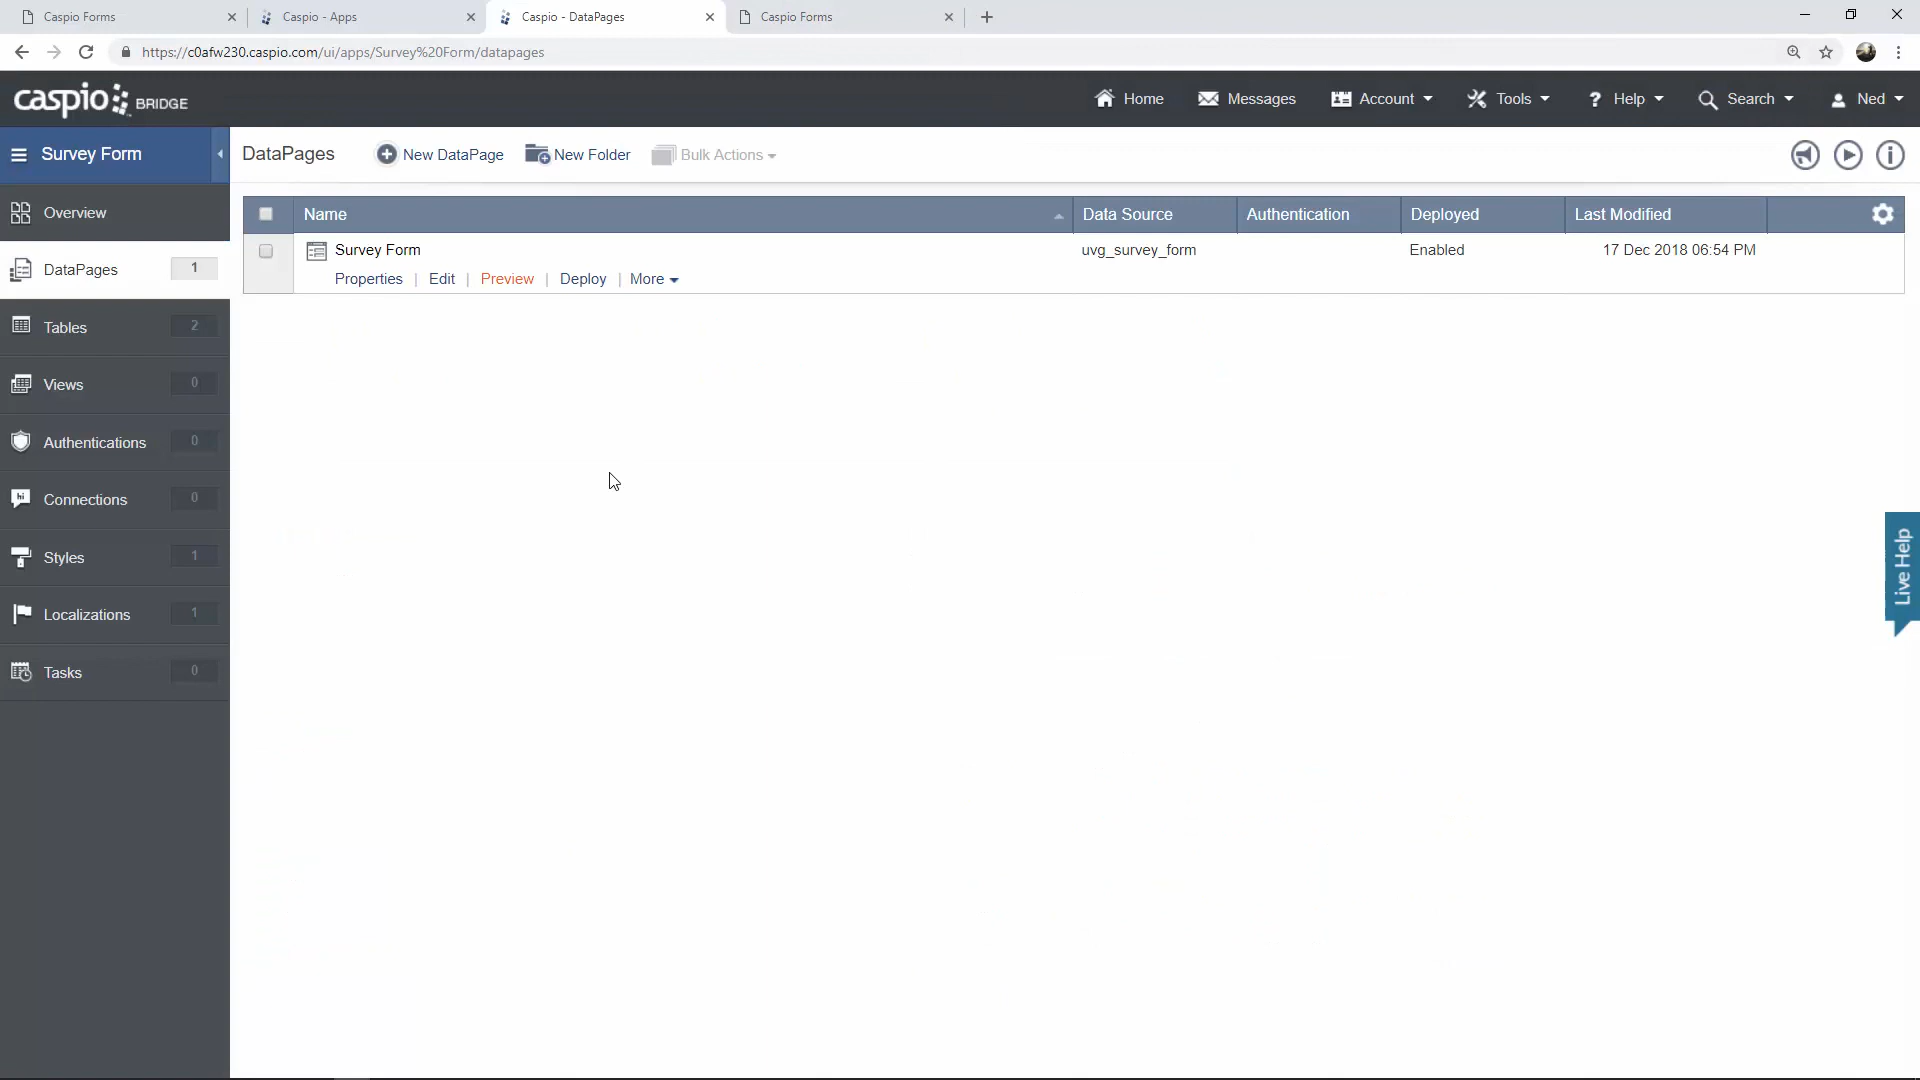 Caspio Forms
Caspio - Apps
Caspio - DataPages
Caspio Forms
https://c0afw230.caspio.com/ui/apps/Survey%20Form/datapages
caspio BRIDGE
Home
Messages
Account
Tools
Help
Search
Ned
Survey Form
DataPages
New DataPage
New Folder
Bulk Actions
Overview
DataPages 1
Tables 2
Views 0
Authentications 0
Connections 0
Styles 1
Localizations 1
Tasks 0
Name
Data Source
Authentication
Deployed
Last Modified
Survey Form
uvg_survey_form
Enabled
17 Dec 2018 06:54 PM
Properties | Edit | Preview | Deploy | More
Live Help